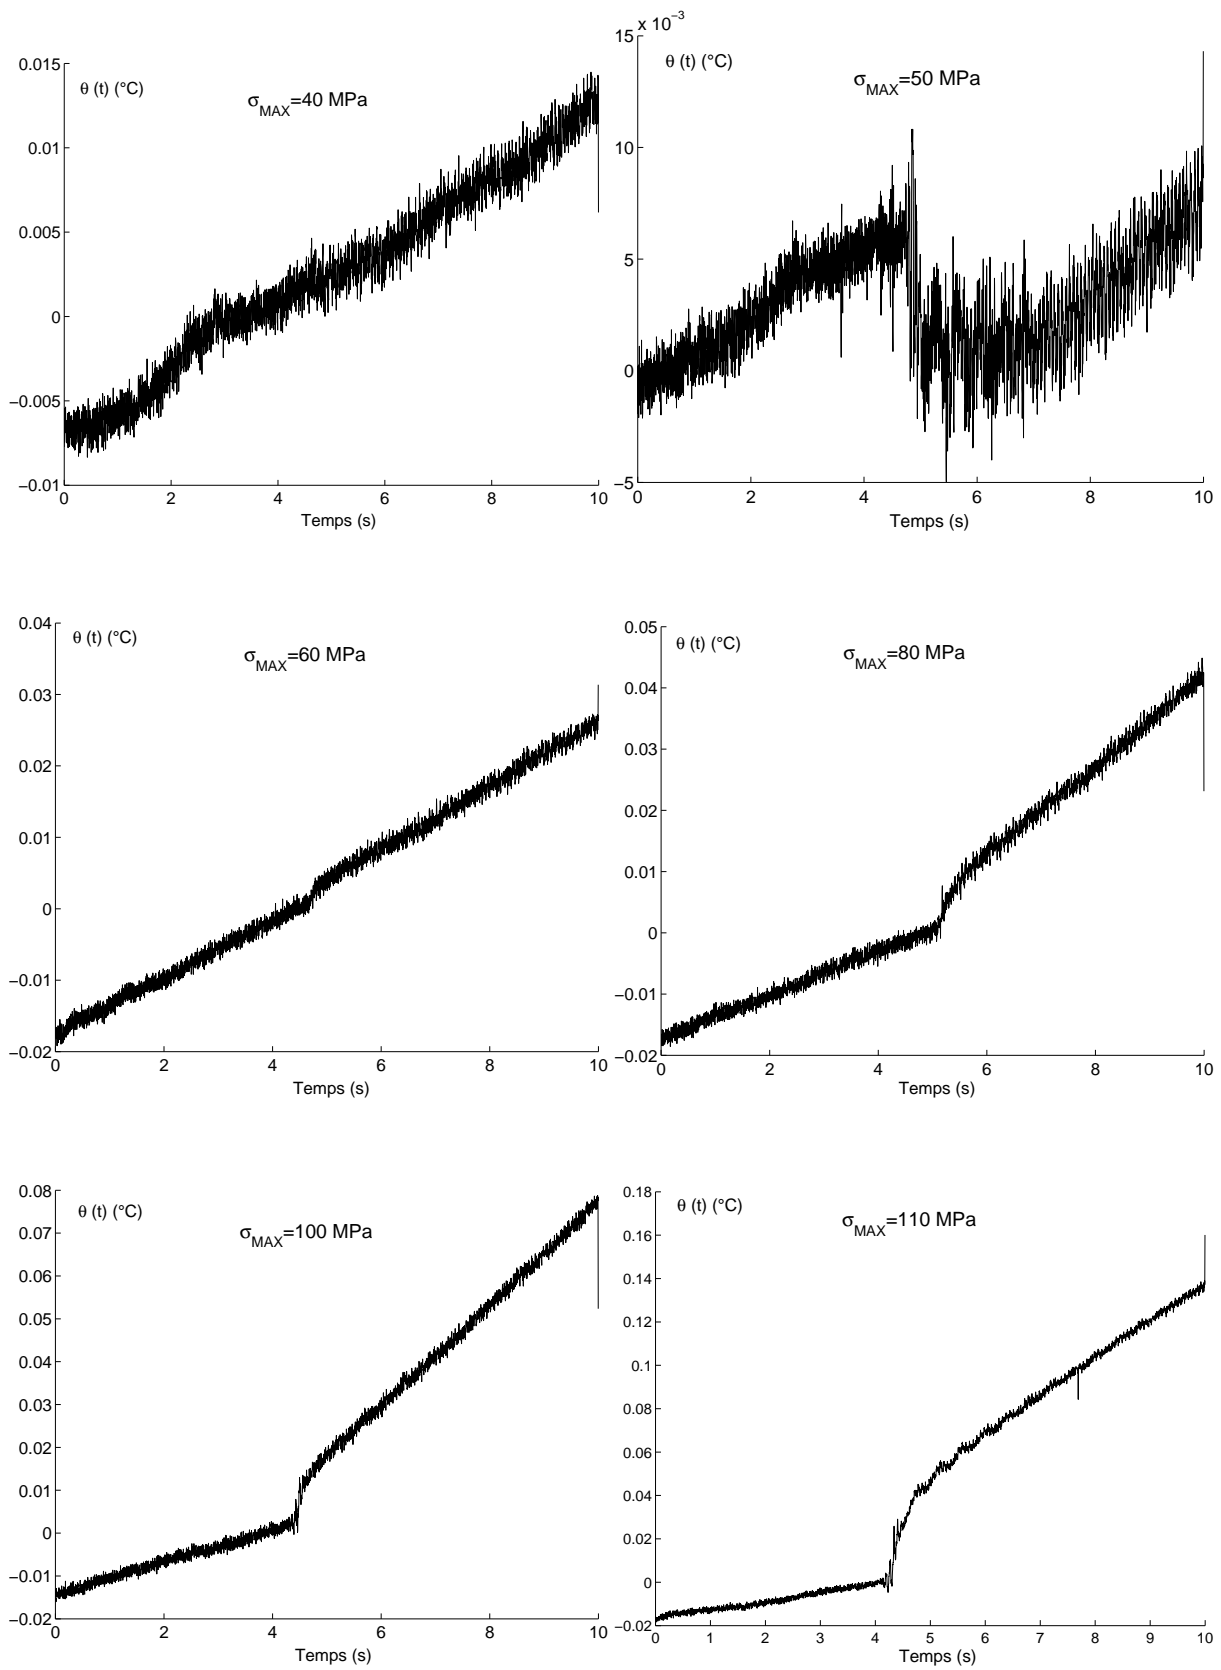 0.015
0.01
0.005
0
−0.005
−0.01
θ (t) (°C)
σMAX=40 MPa
0 2 4 6 8 10
Temps (s)
15 x 10−3
10
5
0
−5
θ (t) (°C)
σMAX=50 MPa
0 2 4 6 8 10
Temps (s)
0.04
0.03
0.02
0.01
0
−0.01
−0.02
θ (t) (°C)
σMAX=60 MPa
0 2 4 6 8 10
Temps (s)
0.05
0.04
0.03
0.02
0.01
0
−0.01
−0.02
θ (t) (°C)
σMAX=80 MPa
0 2 4 6 8 10
Temps (s)
0.08
0.07
0.06
0.05
0.04
0.03
0.02
0.01
0
−0.01
−0.02
θ (t) (°C)
σMAX=100 MPa
0 2 4 6 8 10
Temps (s)
0.18
0.16
0.14
0.12
0.1
0.08
0.06
0.04
0.02
0
−0.02
θ (t) (°C)
σMAX=110 MPa
0 1 2 3 4 5 6 7 8 9 10
Temps (s)